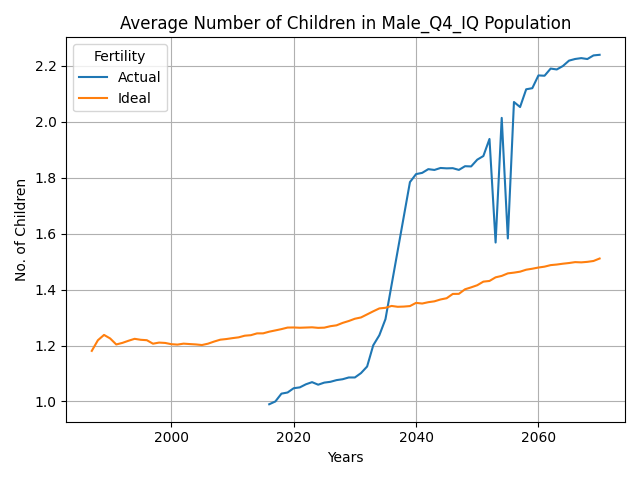 Average Number of Children in Male_Q4_IQ Population
Fertility
Actual
Ideal
No. of Children
2.2
2.0
1.8
1.6
1.4
1.2
1.0
2000
2020
2040
2060
Years